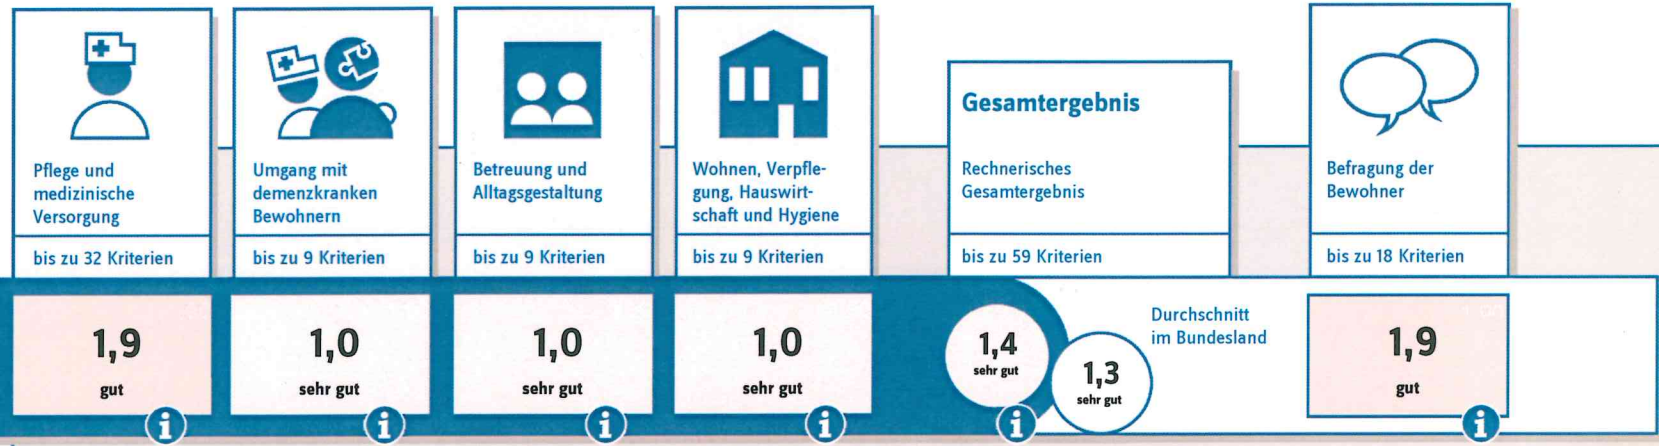 Pflege und
medizinische
Versorgung
bis zu 32 Kriterien
1,9
gut
i
Umgang mit
demenzkranken
Bewohnern
bis zu 9 Kriterien
1,0
sehr gut
i
Betreuung und
Alltagsgestaltung
bis zu 9 Kriterien
1,0
sehr gut
i
Wohnen, Verpfle-
gung, Hauswirt-
schaft und Hygiene
bis zu 9 Kriterien
1,0
sehr gut
i
Gesamtergebnis
Rechnerisches
Gesamtergebnis
bis zu 59 Kriterien
1,4
sehr gut
i
1,3
sehr gut
Durchschnitt
im Bundesland
Befragung der
Bewohner
bis zu 18 Kriterien
1,9
gut
i